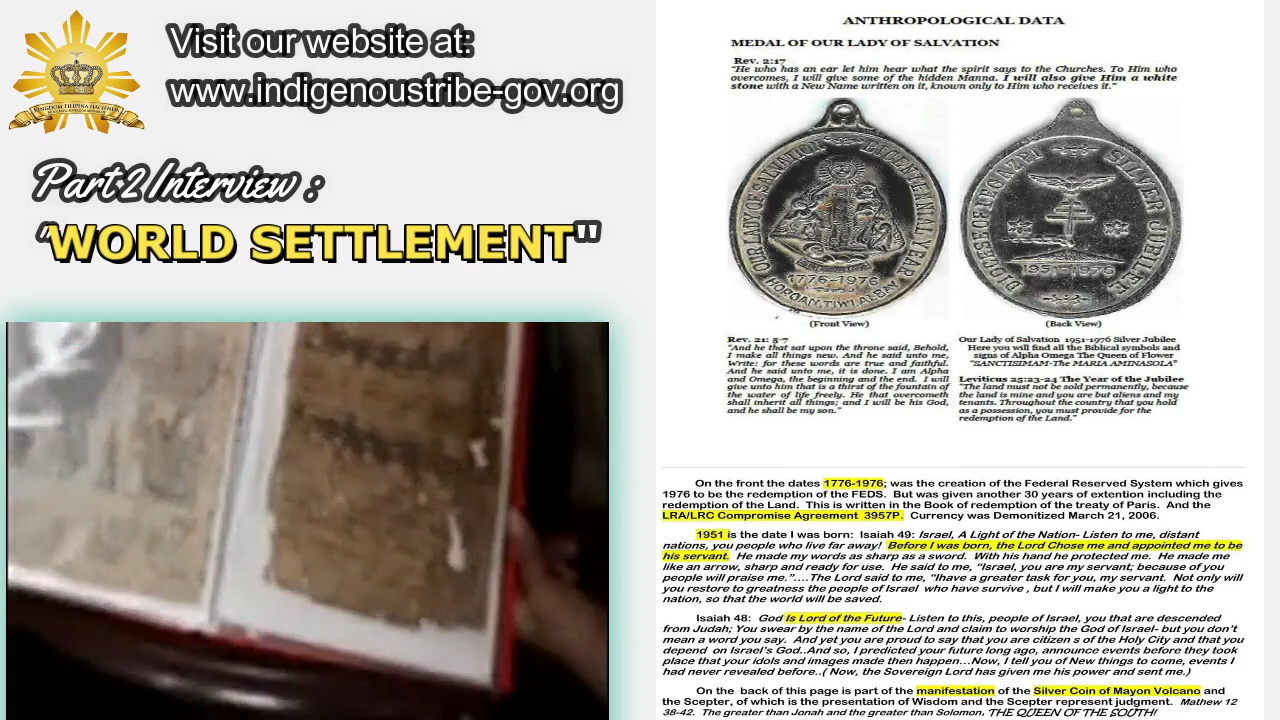 Visit our website at:
www.indigenoustribe-gov.org
KINGDOM FILIPINA HACIENDA
Part 2 Interview :
"WORLD SETTLEMENT"
ANTHROPOLOGICAL DATA
MEDAL OF OUR LADY OF SALVATION
Rev. 2:17
"He who has an ear let him hear what the spirit says to the Churches. To Him who
overcomes, I will give some of the hidden Manna. I will also give Him a white
stone with a New Name written on it, known only to Him who receives it."
OUR LADY OF SALVATION BICENTENNIAL YEAR
1776-1976
HOROAN, TIWI, ALBAY
DIOCESE OF LEGAZPI SILVER JUBILEE
1951-1976
(Front View)
(Back View)
Rev. 21: 5-7
"And he that sat upon the throne said, Behold,
I make all things new. And he said unto me,
Write: for these words are true and faithful.
And he said unto me, it is done. I am Alpha
and Omega, the beginning and the end. I will
give unto him that is a thirst of the fountain of
the water of life freely. He that overcometh
shall inherit all things; and I will be his God,
and he shall be my son."
Our Lady of Salvation 1951-1976 Silver Jubilee
Here you will find all the Biblical symbols and
signs of Alpha Omega The Queen of Flower
"SANCTISIMAM-The MARIA AMINASOLA"
Leviticus 25:23-24 The Year of the Jubilee
"The land must not be sold permanently, because
the land is mine and you are but aliens and my
tenants. Throughout the country that you hold
as a possession, you must provide for the
redemption of the Land."
On the front the dates 1776-1976; was the creation of the Federal Reserved System which gives
1976 to be the redemption of the FEDS. But was given another 30 years of extention including the
redemption of the Land. This is written in the Book of redemption of the treaty of Paris. And the
LRA/LRC Compromise Agreement 3957P. Currency was Demonitized March 21, 2006.
1951 is the date I was born: Isaiah 49: Israel, A Light of the Nation- Listen to me, distant
nations, you people who live far away! Before I was born, the Lord Chose me and appointed me to be
his servant. He made my words as sharp as a sword. With his hand he protected me. He made me
like an arrow, sharp and ready for use. He said to me, "Israel, you are my servant; because of you
people will praise me."....The Lord said to me, "Ihave a greater task for you, my servant. Not only will
you restore to greatness the people of Israel who have survive , but I will make you a light to the
nation, so that the world will be saved.
Isaiah 48: God Is Lord of the Future- Listen to this, people of Israel, you that are descended
from Judah; You swear by the name of the Lord and claim to worship the God of Israel- but you don't
mean a word you say. And yet you are proud to say that you are citizen s of the Holy City and that you
depend on Israel's God..And so, I predicted your future long ago, announce events before they took
place that your idols and images made then happen...Now, I tell you of New things to come, events I
had never revealed before..( Now, the Sovereign Lord has given me his power and sent me.)
On the back of this page is part of the manifestation of the Silver Coin of Mayon Volcano and
the Scepter, of which is the presentation of Wisdom and the Scepter represent judgment. Mathew 12
38-42. The greater than Jonah and the greater than Solomon, THE QUEEN OF THE SOUTH!